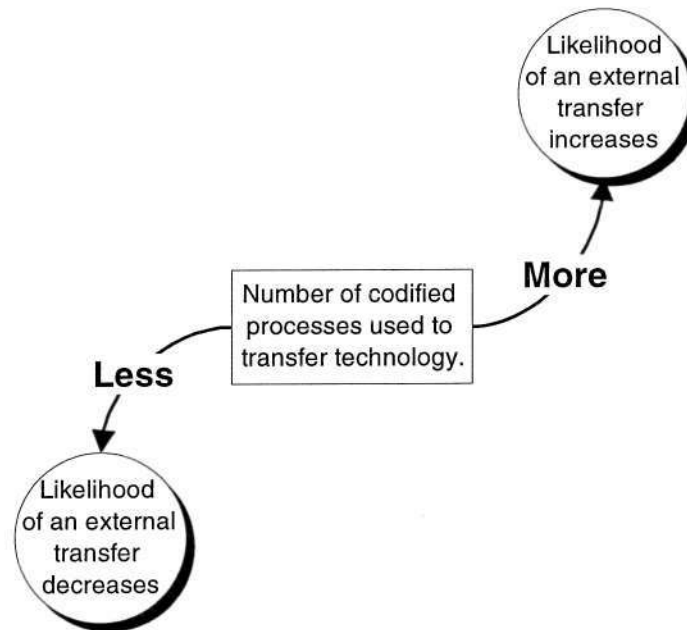 Likelihood
of an external
transfer
increases
More
Number of codified
processes used to
transfer technology.
Less
Likelihood
of an external
transfer
decreases